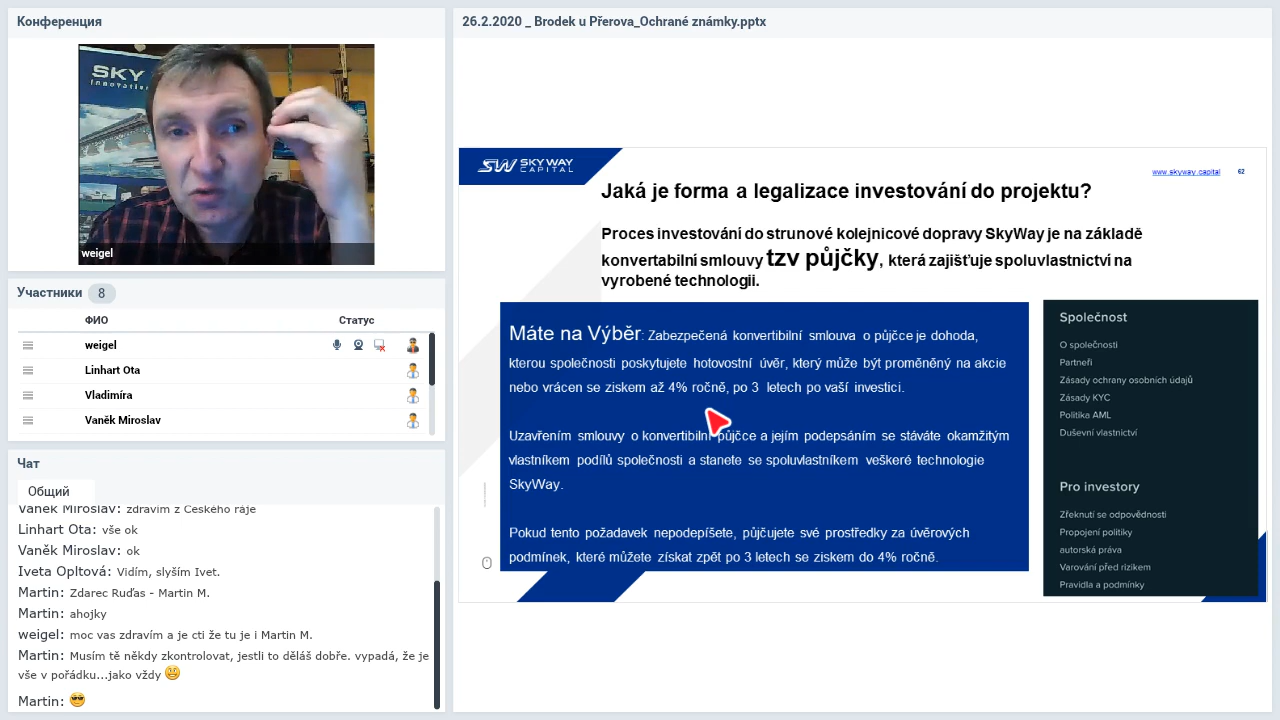 Конференция
SKY
weigel
Участники 8
ФИО Статус
weigel
Linhart Ota
Vladimíra
Vaněk Miroslav
Чат
Общий
Vaněk Miroslav: zdravím z Českého ráje
Linhart Ota: vše ok
Vaněk Miroslav: ok
Iveta Opltová: Vidím, slyším Ivet.
Martin: Zdarec Ruďas - Martin M.
Martin: ahojky
weigel: moc vas zdravím a je cti že tu je i Martin M.
Martin: Musím tě někdy zkontrolovat, jestli to děláš dobře. vypadá, že je
vše v pořádku...jako vždy
Martin:
26.2.2020 _ Brodek u Přerova_Ochrané známky.pptx
SW SKY WAY
CAPITAL
www.skyway.capital 62
Jaká je forma a legalizace investování do projektu?
Proces investování do strunové kolejnicové dopravy SkyWay je na základě
konvertabilní smlouvy tzv půjčky, která zajišťuje spoluvlastnictví na
vyrobené technologii.
Máte na Výběr: Zabezpečená konvertibilní smlouva o půjčce je dohoda,
kterou společnosti poskytujete hotovostní úvěr, který může být proměněný na akcie
nebo vrácen se ziskem až 4% ročně, po 3 letech po vaší investici.
Uzavřením smlouvy o konvertibilní půjčce a jejím podepsáním se stáváte okamžitým
vlastníkem podílů společnosti a stanete se spoluvlastníkem veškeré technologie
SkyWay.
Pokud tento požadavek nepodepíšete, půjčujete své prostředky za úvěrových
podmínek, které můžete získat zpět po 3 letech se ziskem do 4% ročně.
Společnost
O společnosti
Partneři
Zásady ochrany osobních údajů
Zásady KYC
Politika AML
Duševní vlastnictví
Pro investory
Zřeknutí se odpovědnosti
Propojení politiky
autorská práva
Varování před rizikem
Pravidla a podmínky